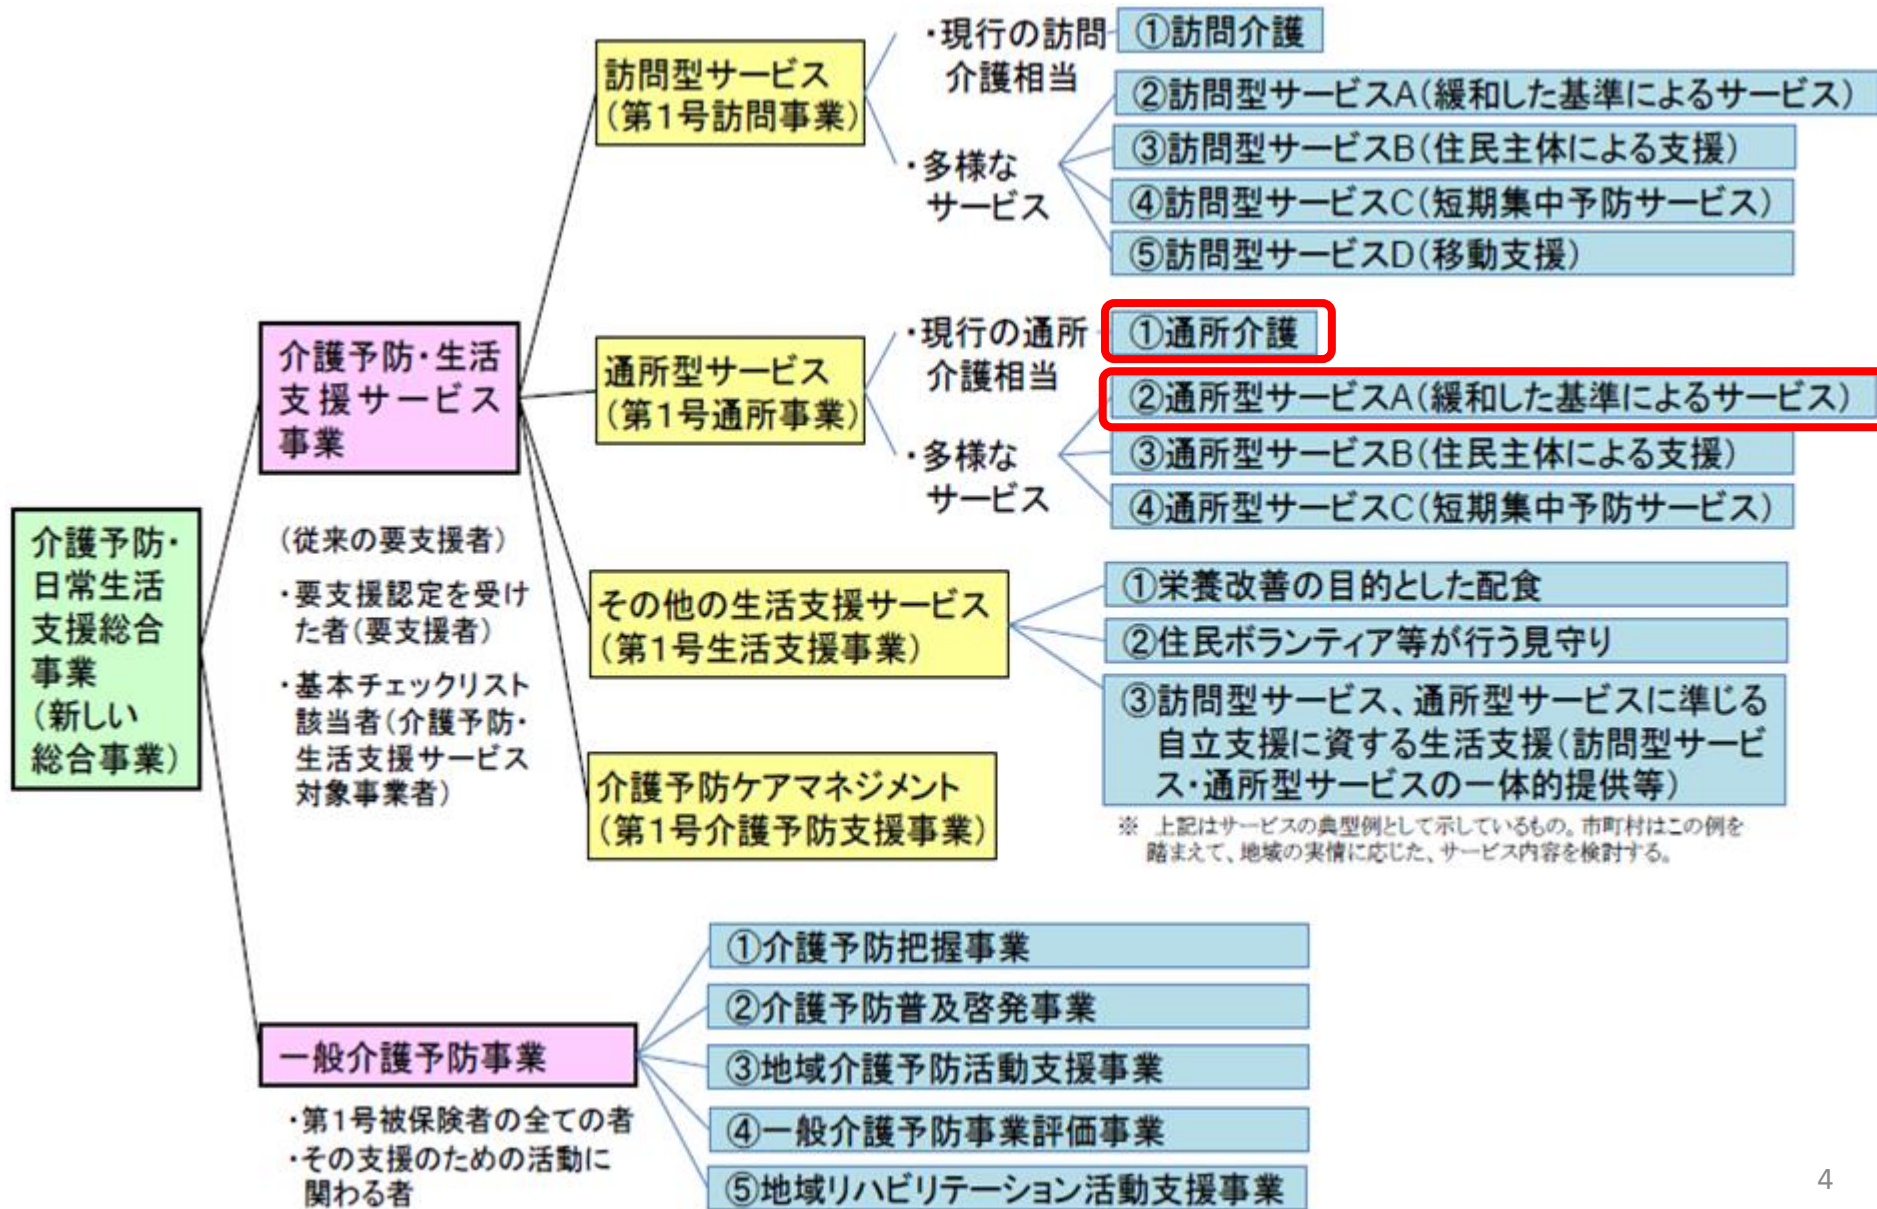 介護予防・
日常生活
支援総合
事業
（新しい
総合事業）
介護予防・生活
支援サービス
事業
（従来の要支援者）
・要支援認定を受け
た者（要支援者）
・基本チェックリスト
該当者（介護予防・
生活支援サービス
対象事業者）
訪問型サービス
（第1号訪問事業）
・現行の訪問
介護相当
①訪問介護
・多様な
サービス
②訪問型サービスA（緩和した基準によるサービス）
③訪問型サービスB（住民主体による支援）
④訪問型サービスC（短期集中予防サービス）
⑤訪問型サービスD（移動支援）
通所型サービス
（第1号通所事業）
・現行の通所
介護相当
①通所介護
・多様な
サービス
②通所型サービスA（緩和した基準によるサービス）
③通所型サービスB（住民主体による支援）
④通所型サービスC（短期集中予防サービス）
その他の生活支援サービス
（第1号生活支援事業）
①栄養改善の目的とした配食
②住民ボランティア等が行う見守り
③訪問型サービス、通所型サービスに準じる
自立支援に資する生活支援（訪問型サービ
ス・通所型サービスの一体的提供等）
※ 上記はサービスの典型例として示しているもの。市町村はこの例を
踏まえて、地域の実情に応じた、サービス内容を検討する。
介護予防ケアマネジメント
（第1号介護予防支援事業）
一般介護予防事業
・第1号被保険者の全ての者
・その支援のための活動に
関わる者
①介護予防把握事業
②介護予防普及啓発事業
③地域介護予防活動支援事業
④一般介護予防事業評価事業
⑤地域リハビリテーション活動支援事業
4